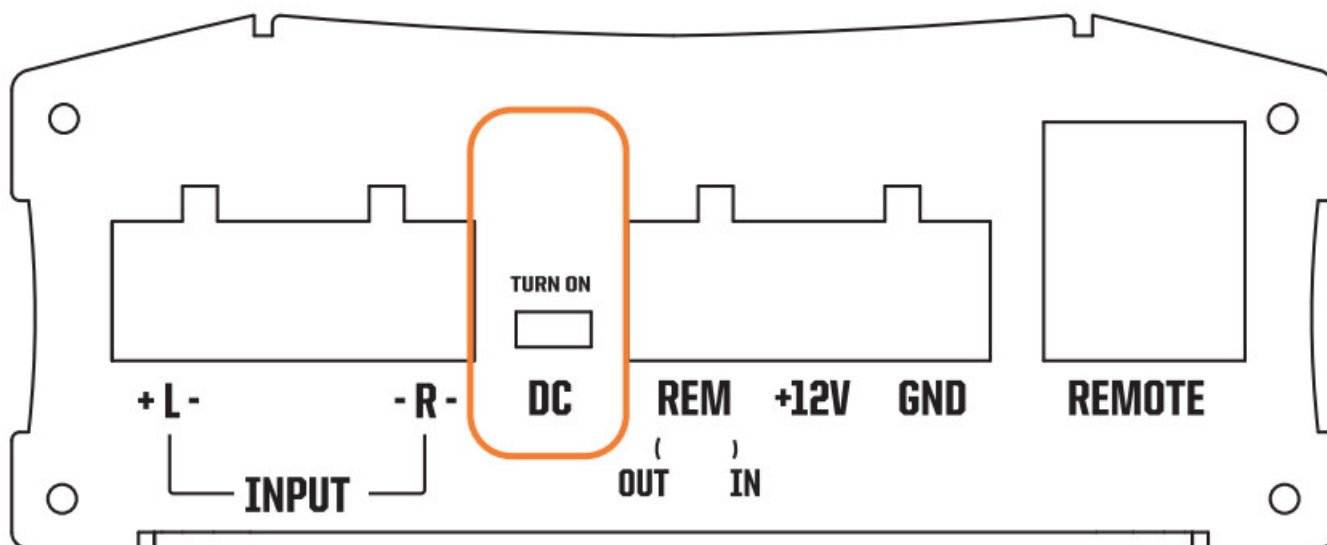 TURN ON
+ L - - R - DC REM +12V GND REMOTE
OUT IN
INPUT